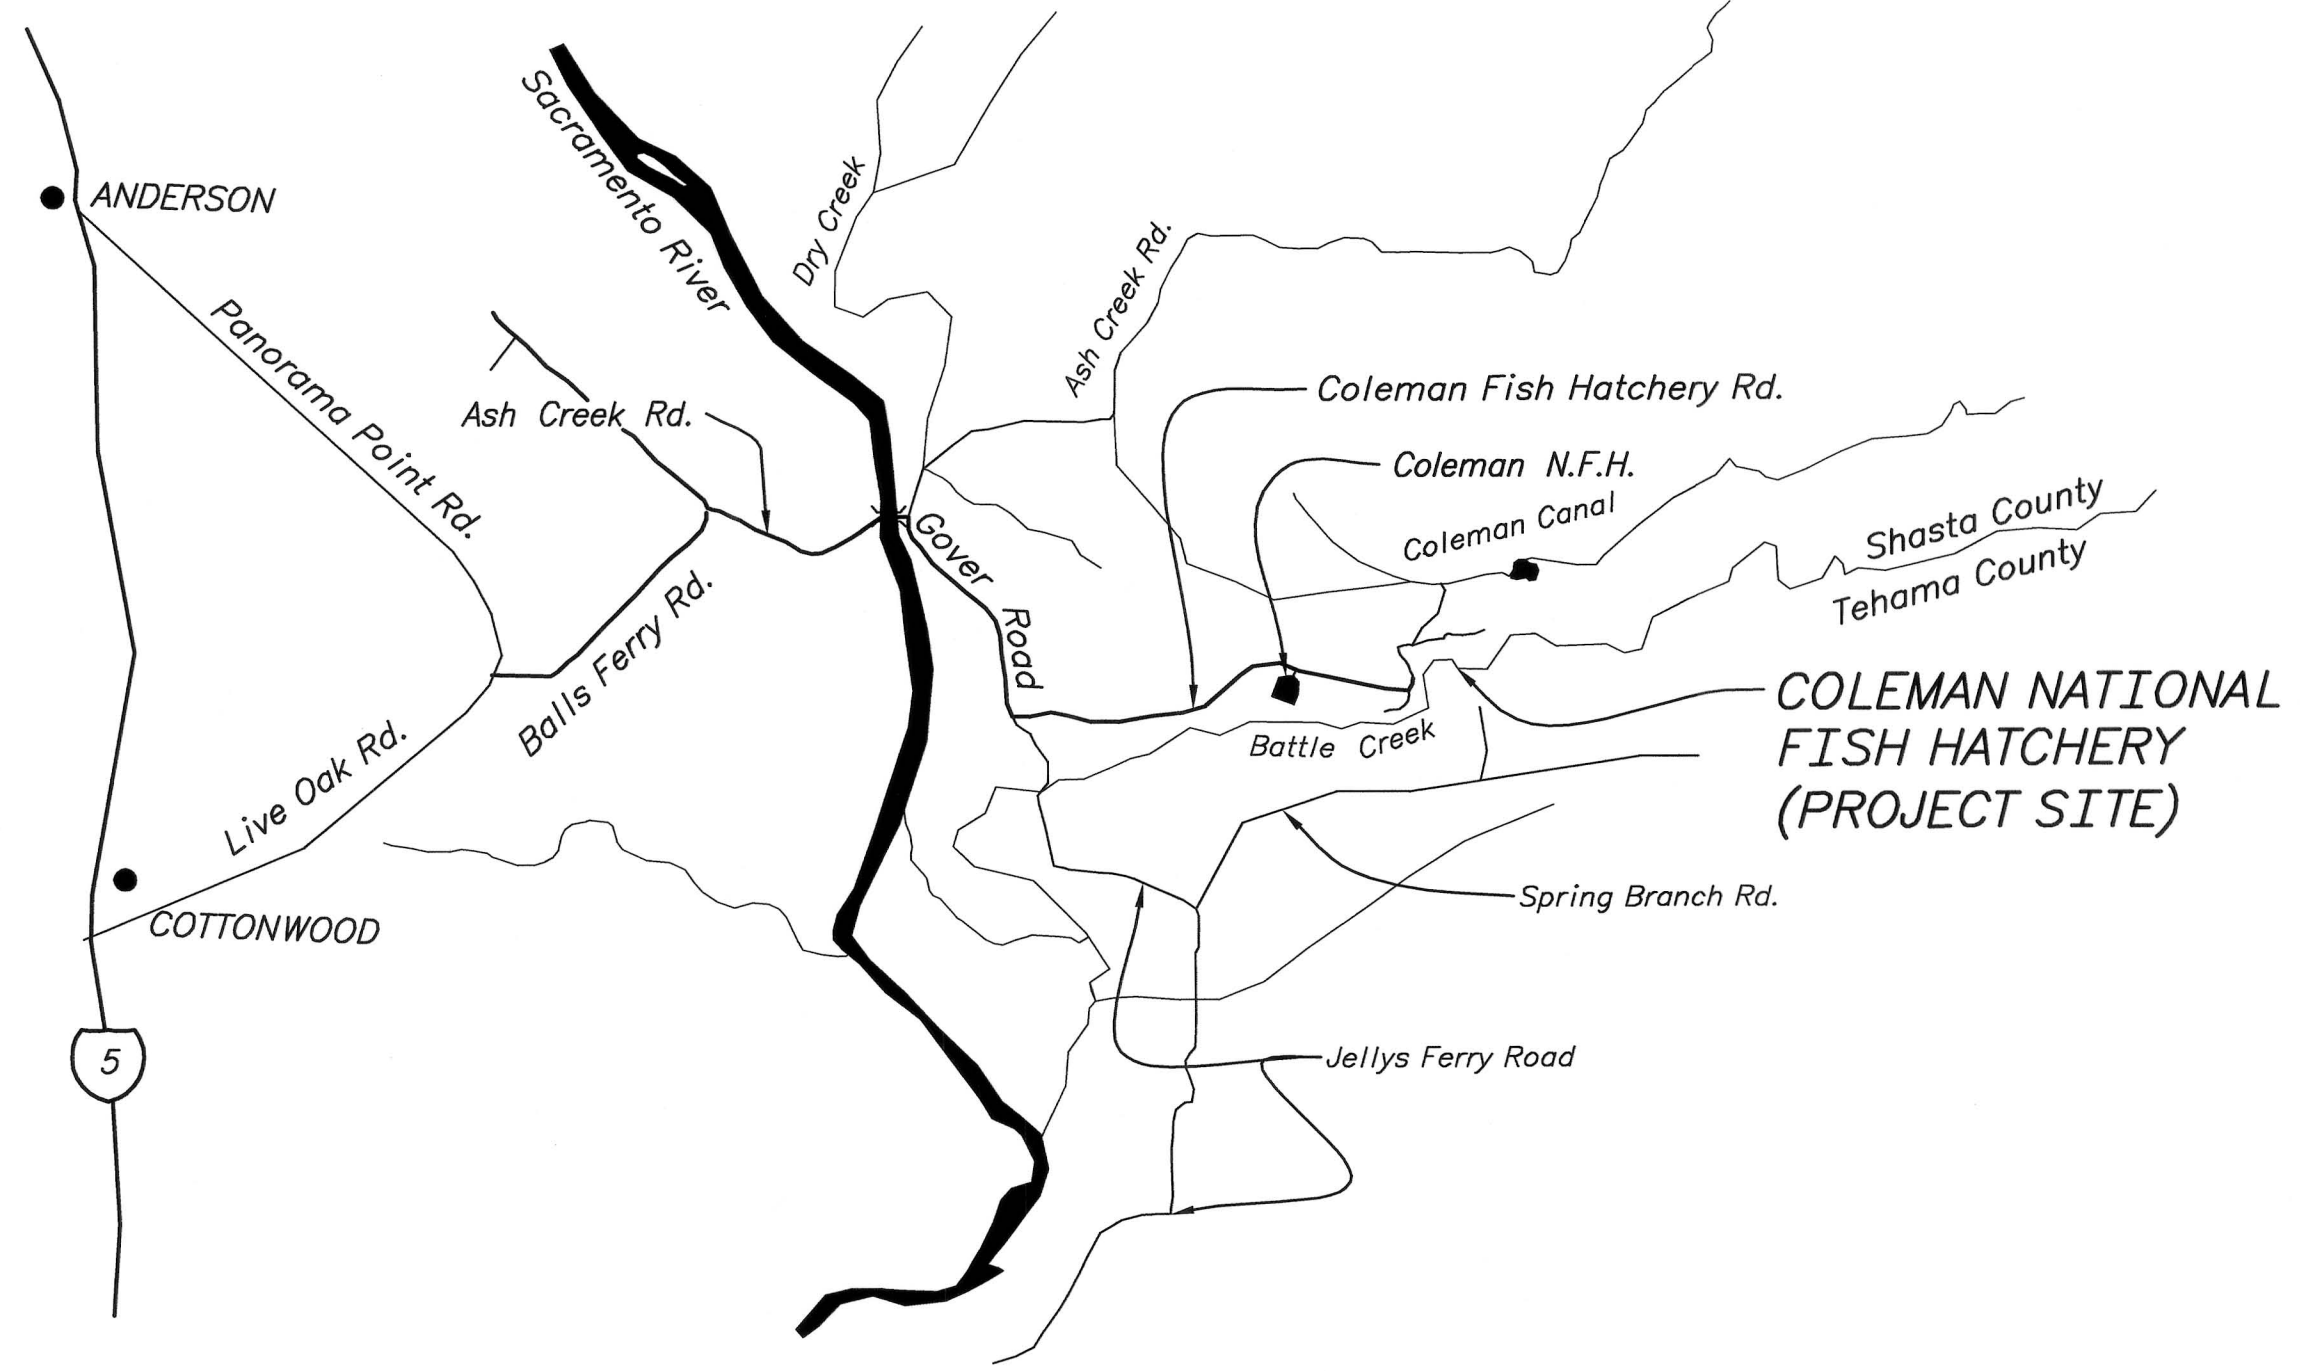 Sacramento River
ANDERSON
Dry Creek
Ash Creek Rd.
Panorama Point Rd.
Coleman Fish Hatchery Rd.
Ash Creek Rd.
Coleman N.F.H.
Coleman Canal
Shasta County
Tehama County
Gover Road
Balls Ferry Rd.
Live Oak Rd.
Battle Creek
COLEMAN NATIONAL
FISH HATCHERY
(PROJECT SITE)
Spring Branch Rd.
COTTONWOOD
5
Jellys Ferry Road